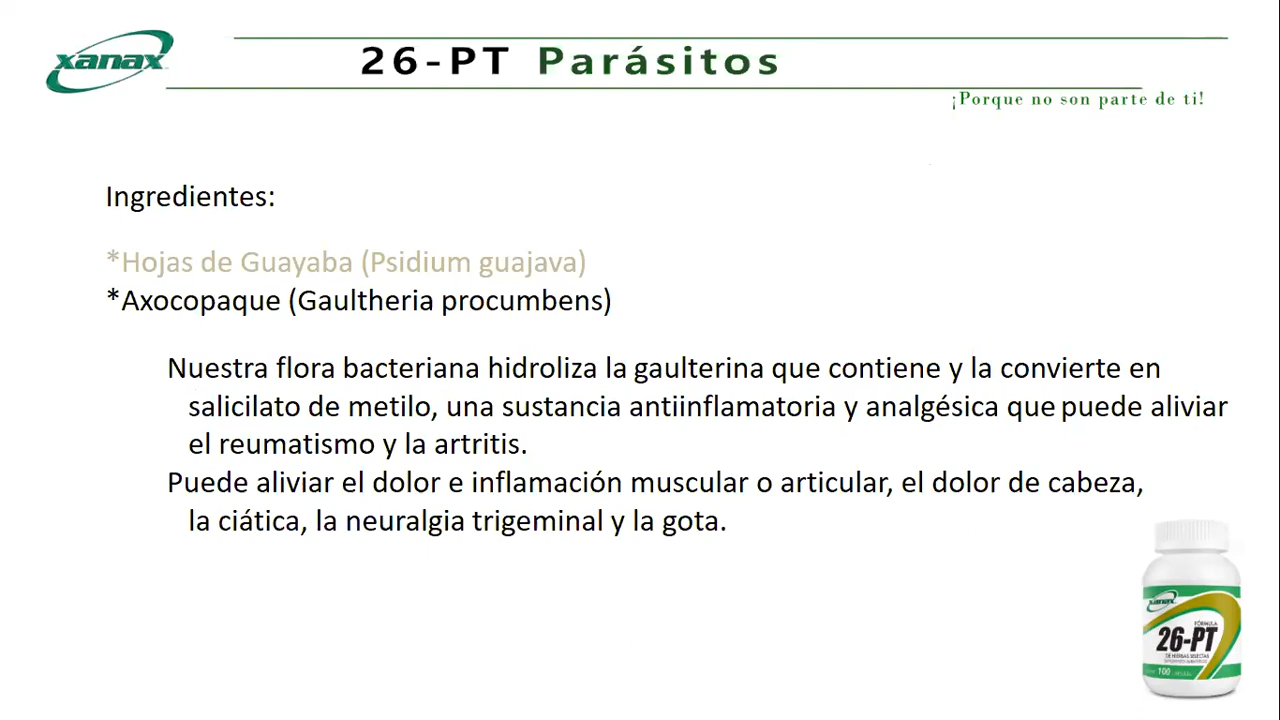 xanax
26-PT Parásitos
¡Porque no son parte de ti!
Ingredientes:
*Hojas de Guayaba (Psidium guajava)
*Axocopaque (Gaultheria procumbens)
Nuestra flora bacteriana hidroliza la gaulterina que contiene y la convierte en
salicilato de metilo, una sustancia antiinflamatoria y analgésica que puede aliviar
el reumatismo y la artritis.
Puede aliviar el dolor e inflamación muscular o articular, el dolor de cabeza,
la ciática, la neuralgia trigeminal y la gota.
xanax
FÓRMULA
26-PT
DE HIERBAS SELECTAS
100